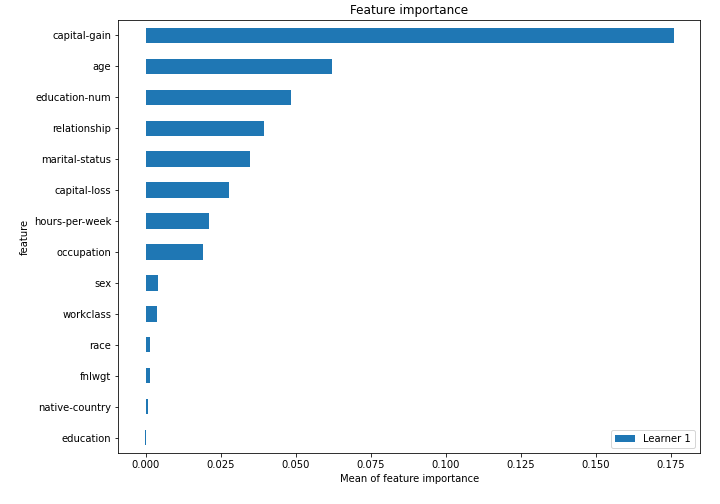 Feature importance
capital-gain
age
education-num
relationship
marital-status
capital-loss
hours-per-week
occupation
sex
workclass
race
fnlwgt
native-country
education
feature
Learner 1
0.000 0.025 0.050 0.075 0.100 0.125 0.150 0.175
Mean of feature importance